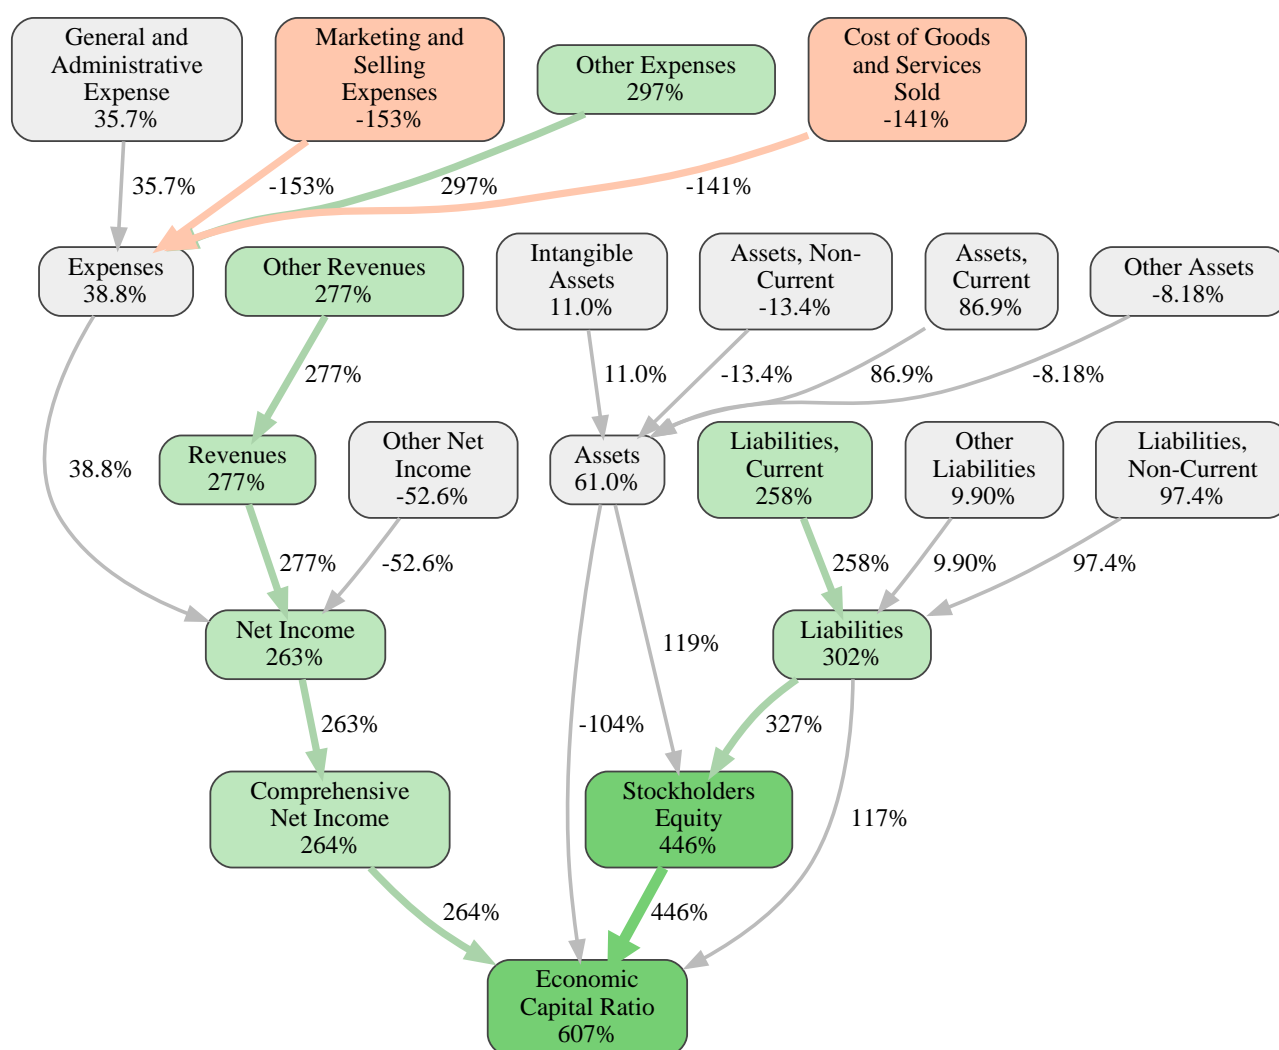 General and
Administrative
Expense
35.7%
Marketing and
Selling
Expenses
-153%
Other Expenses
297%
Cost of Goods
and Services
Sold
-141%
35.7%
-153%
297%
-141%
Expenses
38.8%
Other Revenues
277%
Intangible
Assets
11.0%
Assets, Non-
Current
-13.4%
Assets,
Current
86.9%
Other Assets
-8.18%
277%
11.0%
-13.4%
86.9%
-8.18%
38.8%
Revenues
277%
Other Net
Income
-52.6%
Assets
61.0%
Liabilities,
Current
258%
Other
Liabilities
9.90%
Liabilities,
Non-Current
97.4%
277%
-52.6%
258%
9.90%
97.4%
Net Income
263%
119%
Liabilities
302%
263%
-104%
327%
Comprehensive
Net Income
264%
Stockholders
Equity
446%
117%
264%
446%
Economic
Capital Ratio
607%